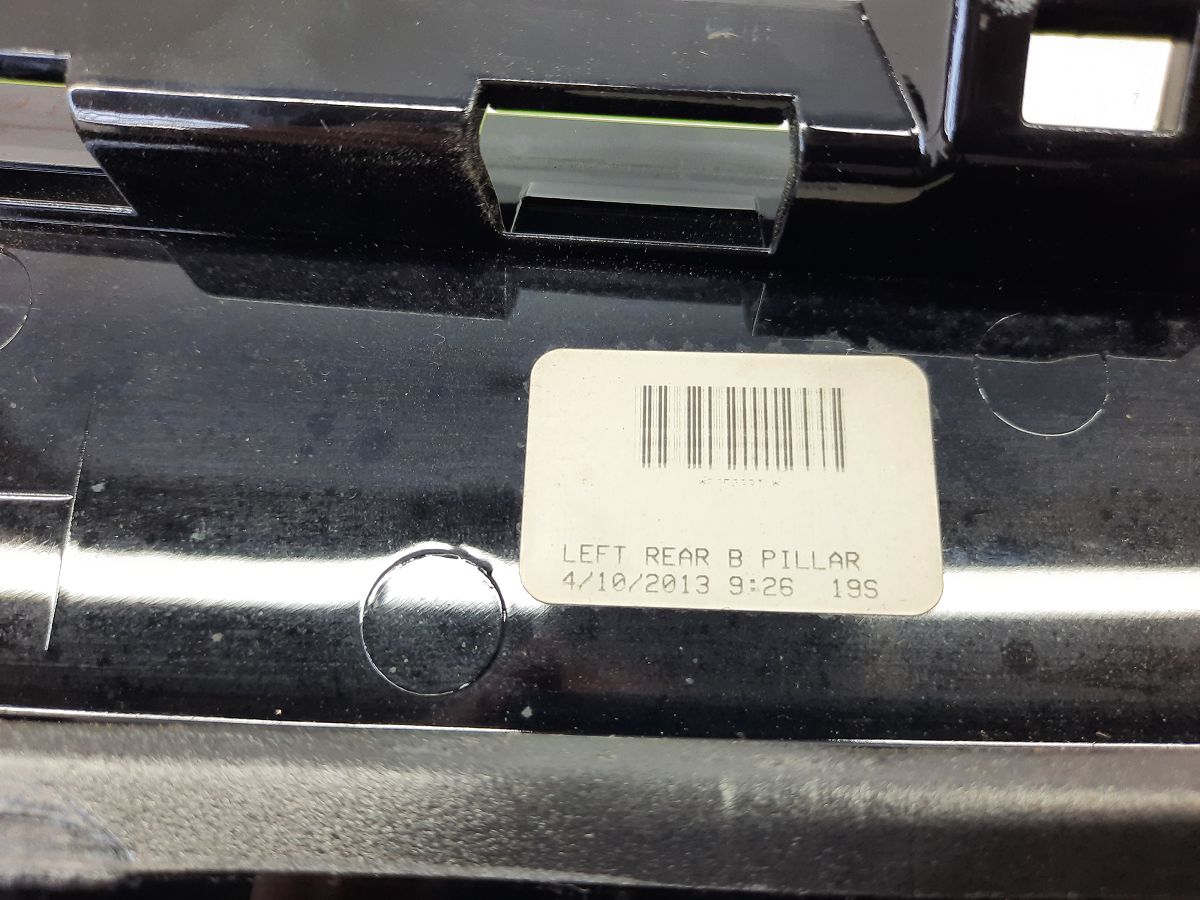 LEFT REAR B PILLAR
4/10/2013 9:26 19S